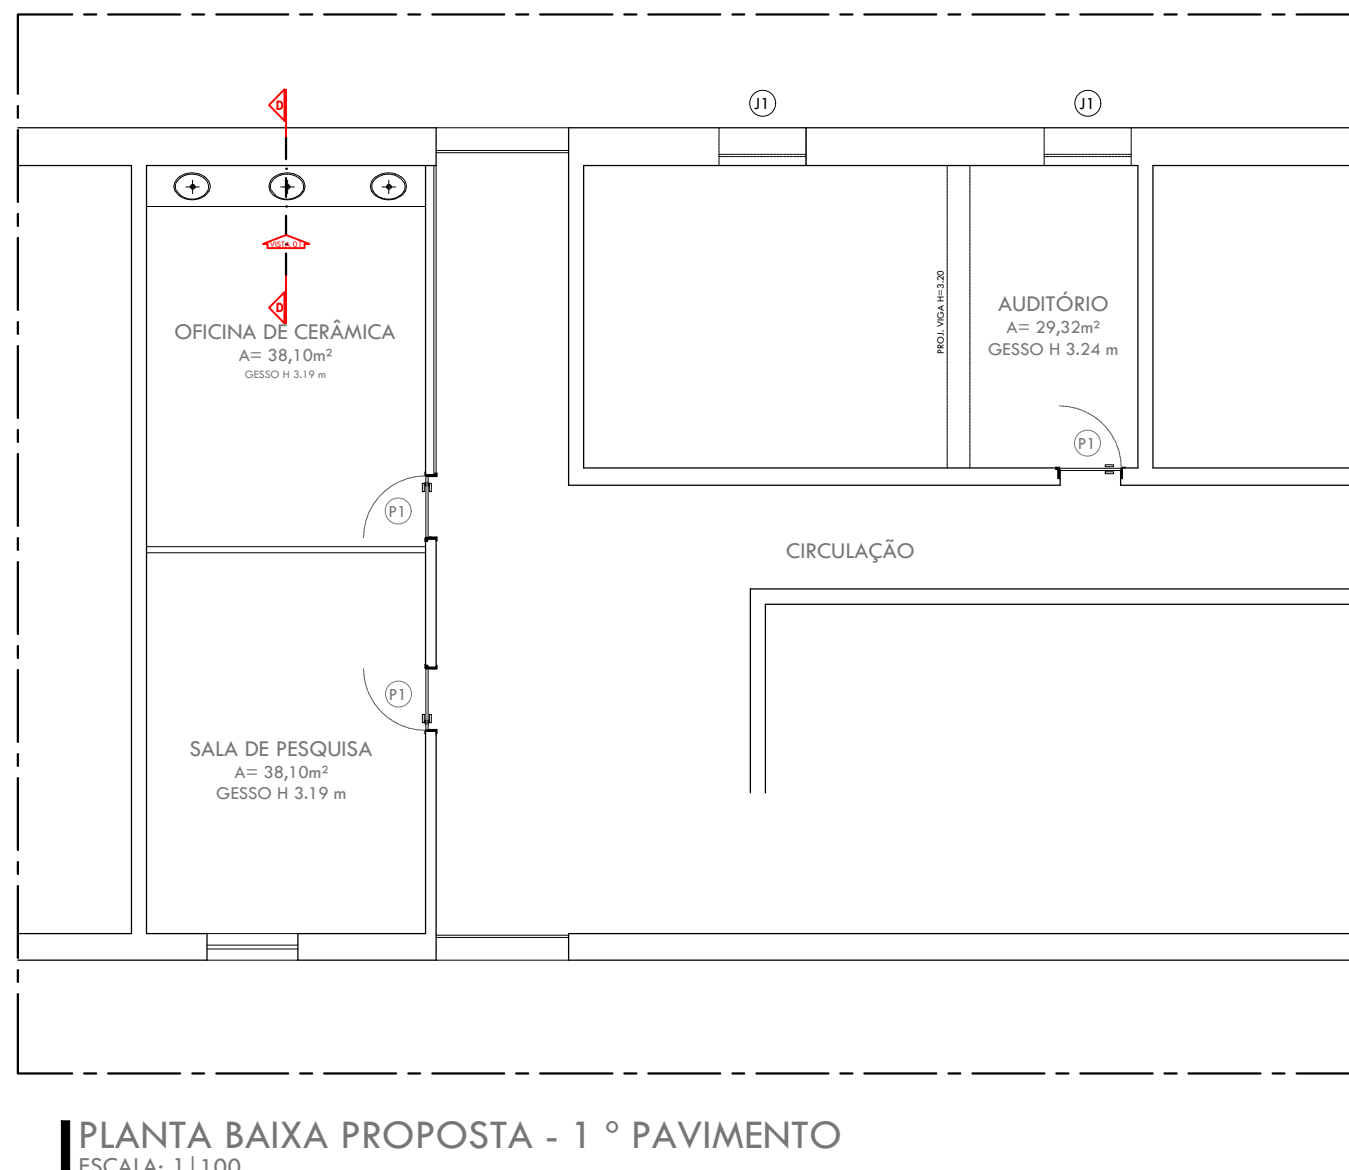 D
J1
J1
VISTA 01
D
PROJ. VIGA H=3.20
AUDITÓRIO
A= 29,32m²
GESSO H 3.24 m
OFICINA DE CERÂMICA
A= 38,10m²
GESSO H 3.19 m
P1
P1
CIRCULAÇÃO
P1
SALA DE PESQUISA
A= 38,10m²
GESSO H 3.19 m
PLANTA BAIXA PROPOSTA - 1 º PAVIMENTO
ESCALA: 1|100